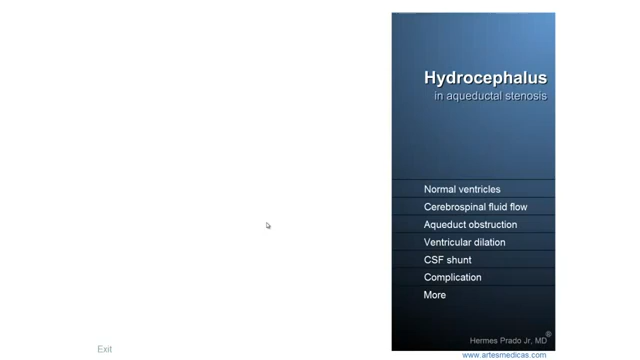 Hydrocephalus
in aqueductal stenosis
Normal ventricles
Cerebrospinal fluid flow
Aqueduct obstruction
Ventricular dilation
CSF shunt
Complication
More
®
Hermes Prado Jr, MD
Exit
www.artesmedicas.com